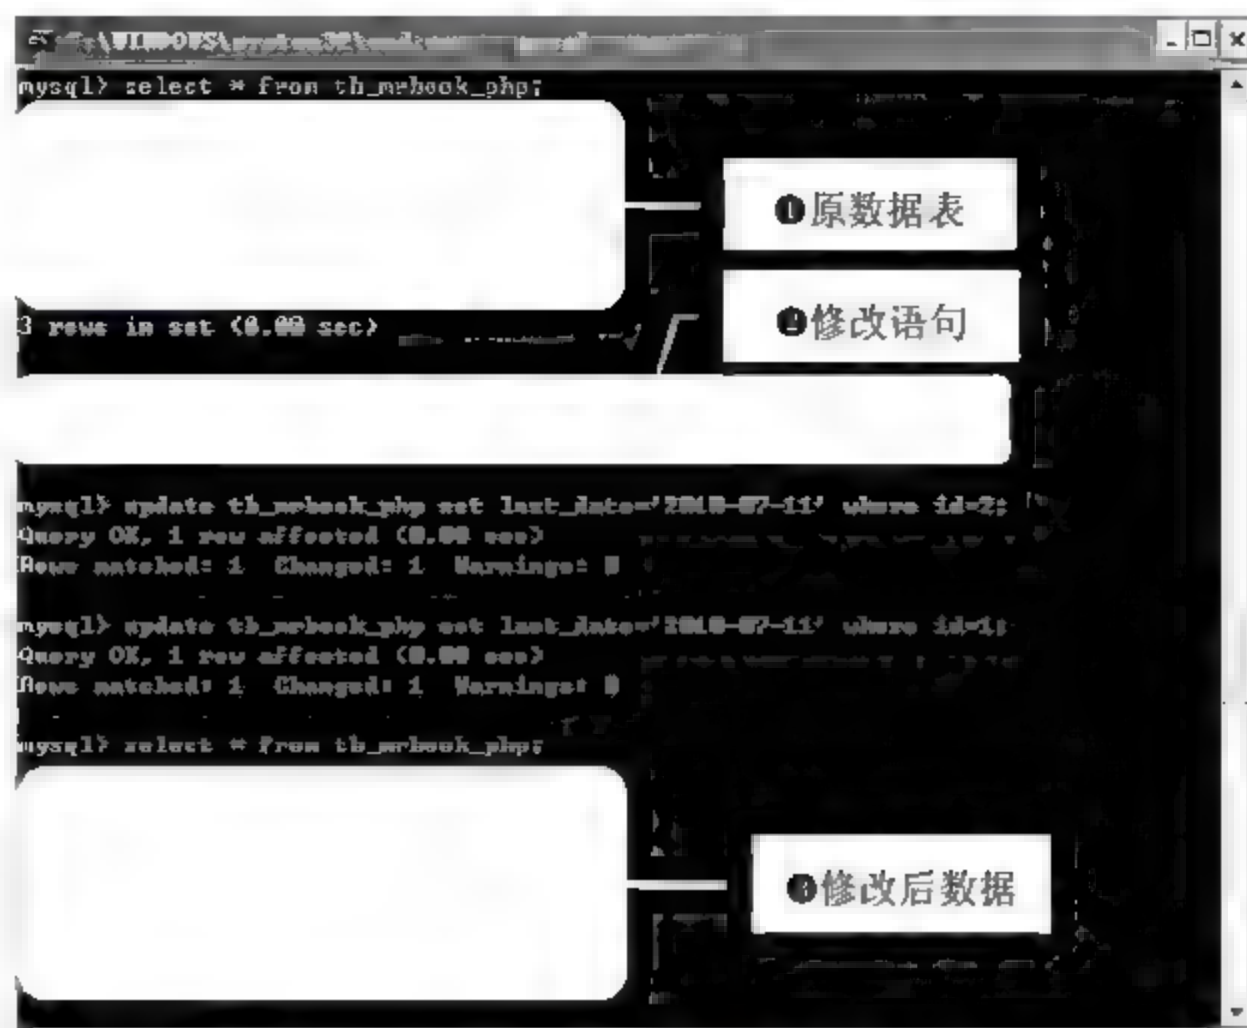 \WINDOWS\
mysql> select * from tb_mrbook_php;
❶原数据表
❷修改语句
3 rows in set (0.00 sec)
mysql> update tb_mrbook_php set last_date='2010-07-11' where id=2;
Query OK, 1 row affected (0.00 sec)
Rows matched: 1  Changed: 1  Warnings: 0
mysql> update tb_mrbook_php set last_date='2010-07-11' where id=1;
Query OK, 1 row affected (0.00 sec)
Rows matched: 1  Changed: 1  Warnings: 0
mysql> select * from tb_mrbook_php;
❸修改后数据